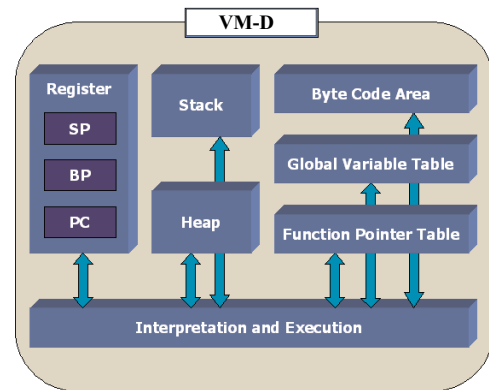 VM-D
Register
SP
BP
PC
Stack
Heap
Byte Code Area
Global Variable Table
Function Pointer Table
Interpretation and Execution